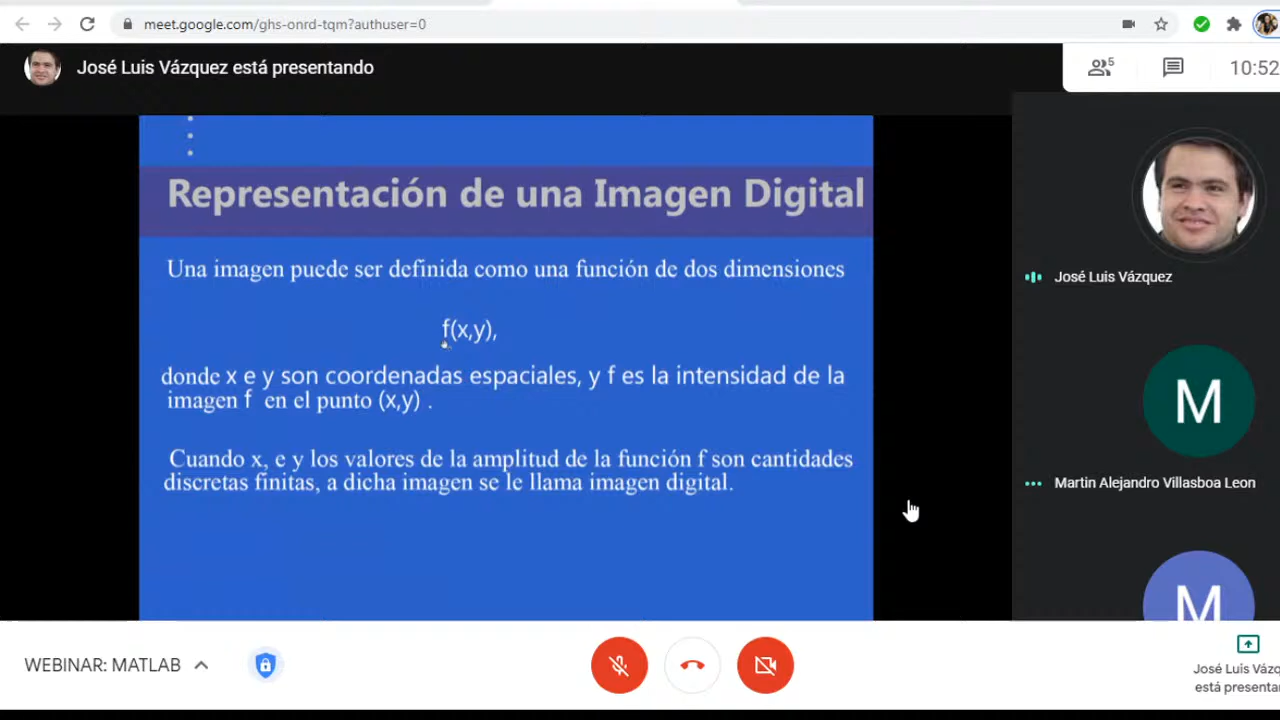 meet.google.com/ghs-onrd-tqm?authuser=0
José Luis Vázquez está presentando
5
10:52
Representación de una Imagen Digital
Una imagen puede ser definida como una función de dos dimensiones
f(x,y),
donde x e y son coordenadas espaciales, y f es la intensidad de la
imagen f en el punto (x,y) .
Cuando x, e y los valores de la amplitud de la función f son cantidades
discretas finitas, a dicha imagen se le llama imagen digital.
José Luis Vázquez
M
Martin Alejandro Villasboa Leon
M
WEBINAR: MATLAB
José Luis Vázq
está presenta